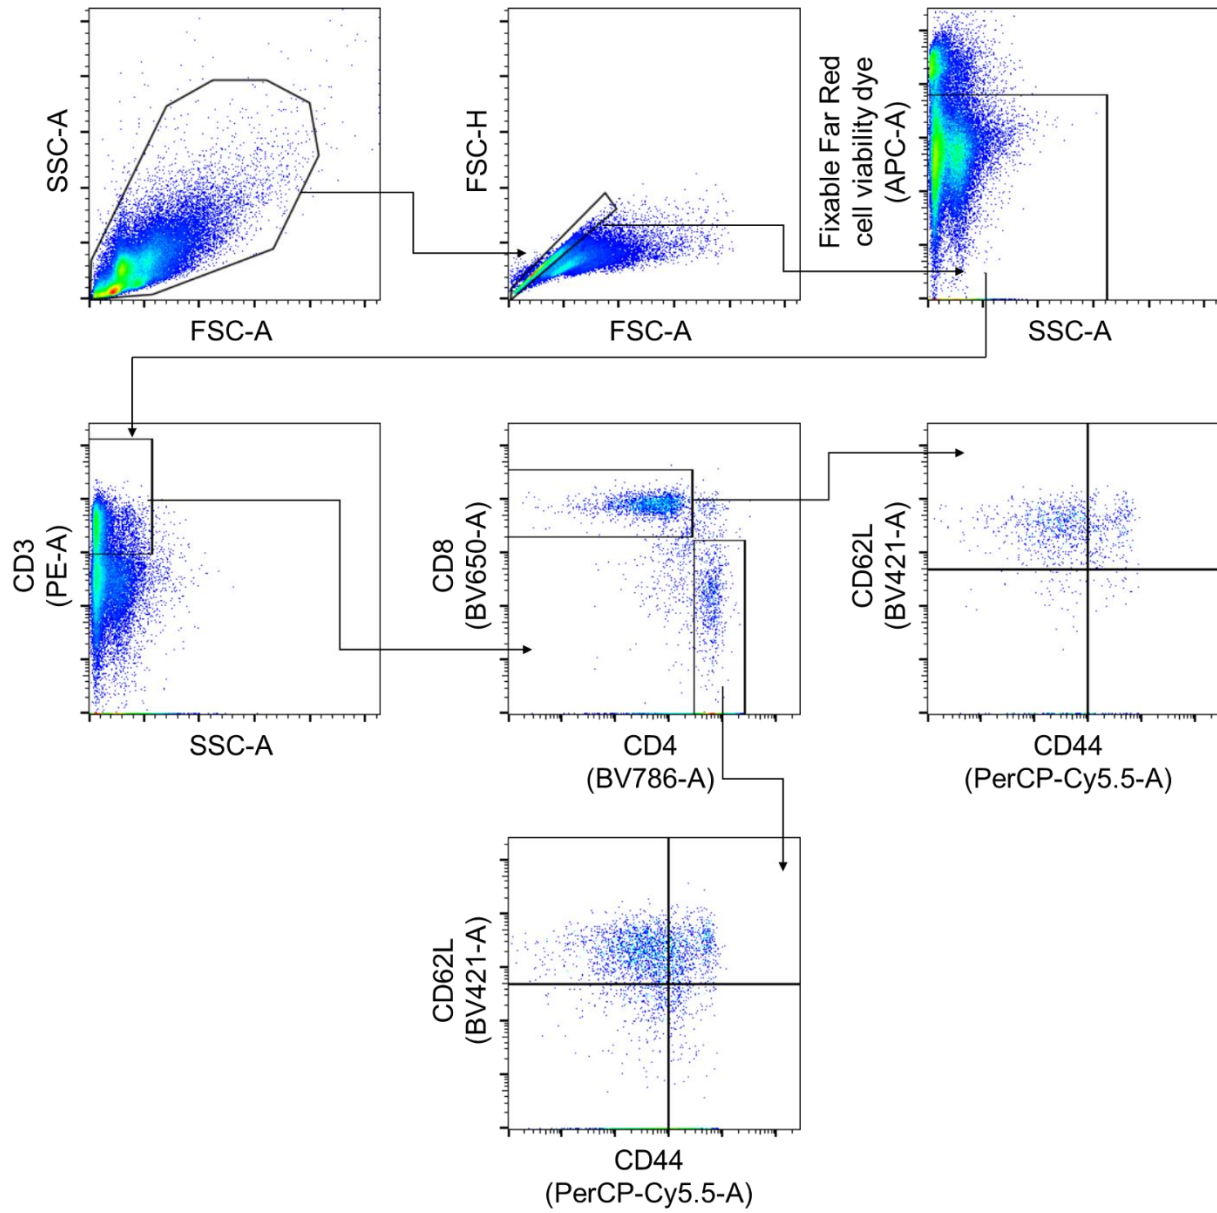 SSC-A
FSC-A
FSC-H
FSC-A
Fixable Far Red
cell viability dye
(APC-A)
SSC-A
CD3
(PE-A)
SSC-A
CD8
(BV650-A)
CD4
(BV786-A)
CD62L
(BV421-A)
CD44
(PerCP-Cy5.5-A)
CD62L
(BV421-A)
CD44
(PerCP-Cy5.5-A)